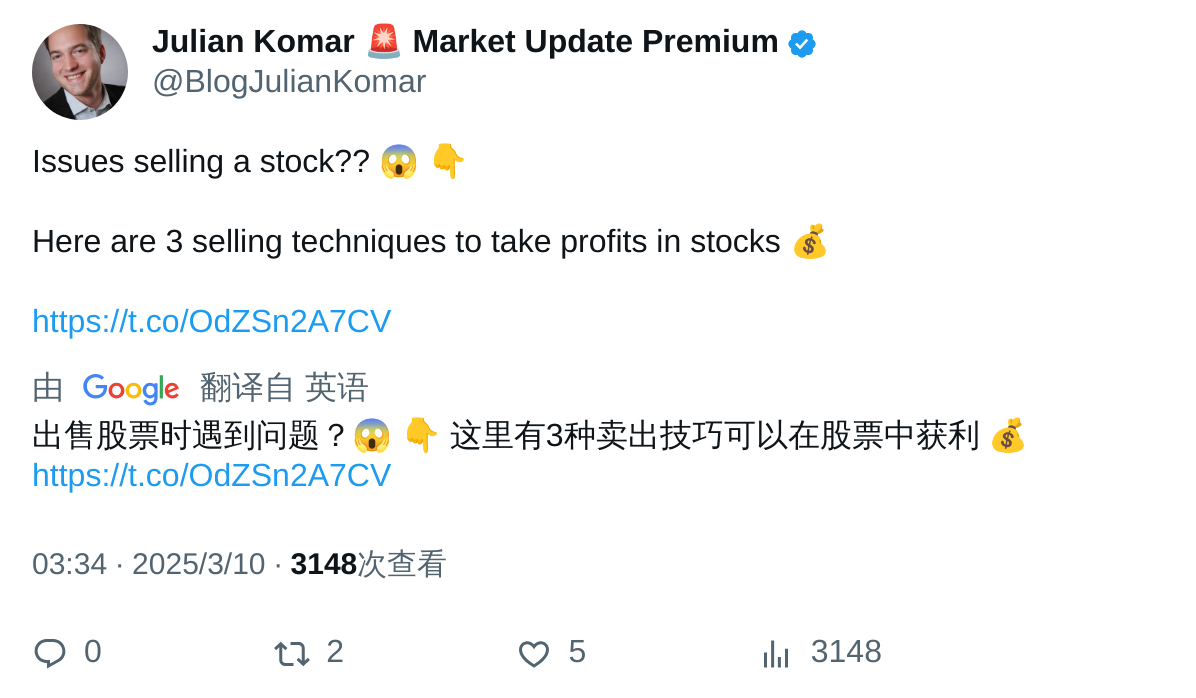 Julian Komar 🚨 Market Update Premium
@BlogJulianKomar
Issues selling a stock?? 😱 👇
Here are 3 selling techniques to take profits in stocks 💰
https://t.co/OdZSn2A7CV
由 Google 翻译自 英语
出售股票时遇到问题？😱 👇 这里有3种卖出技巧可以在股票中获利 💰
https://t.co/OdZSn2A7CV
03:34 · 2025/3/10 · 3148次查看
0 2 5 3148